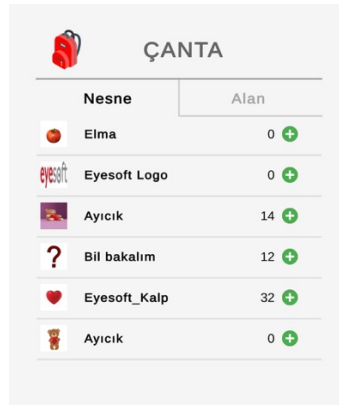 ÇANTA
Nesne Alan
Elma 0
eyesoft Eyesoft Logo 0
Ayıcık 14
? Bil bakalım 12
Eyesoft_Kalp 32
Ayıcık 0